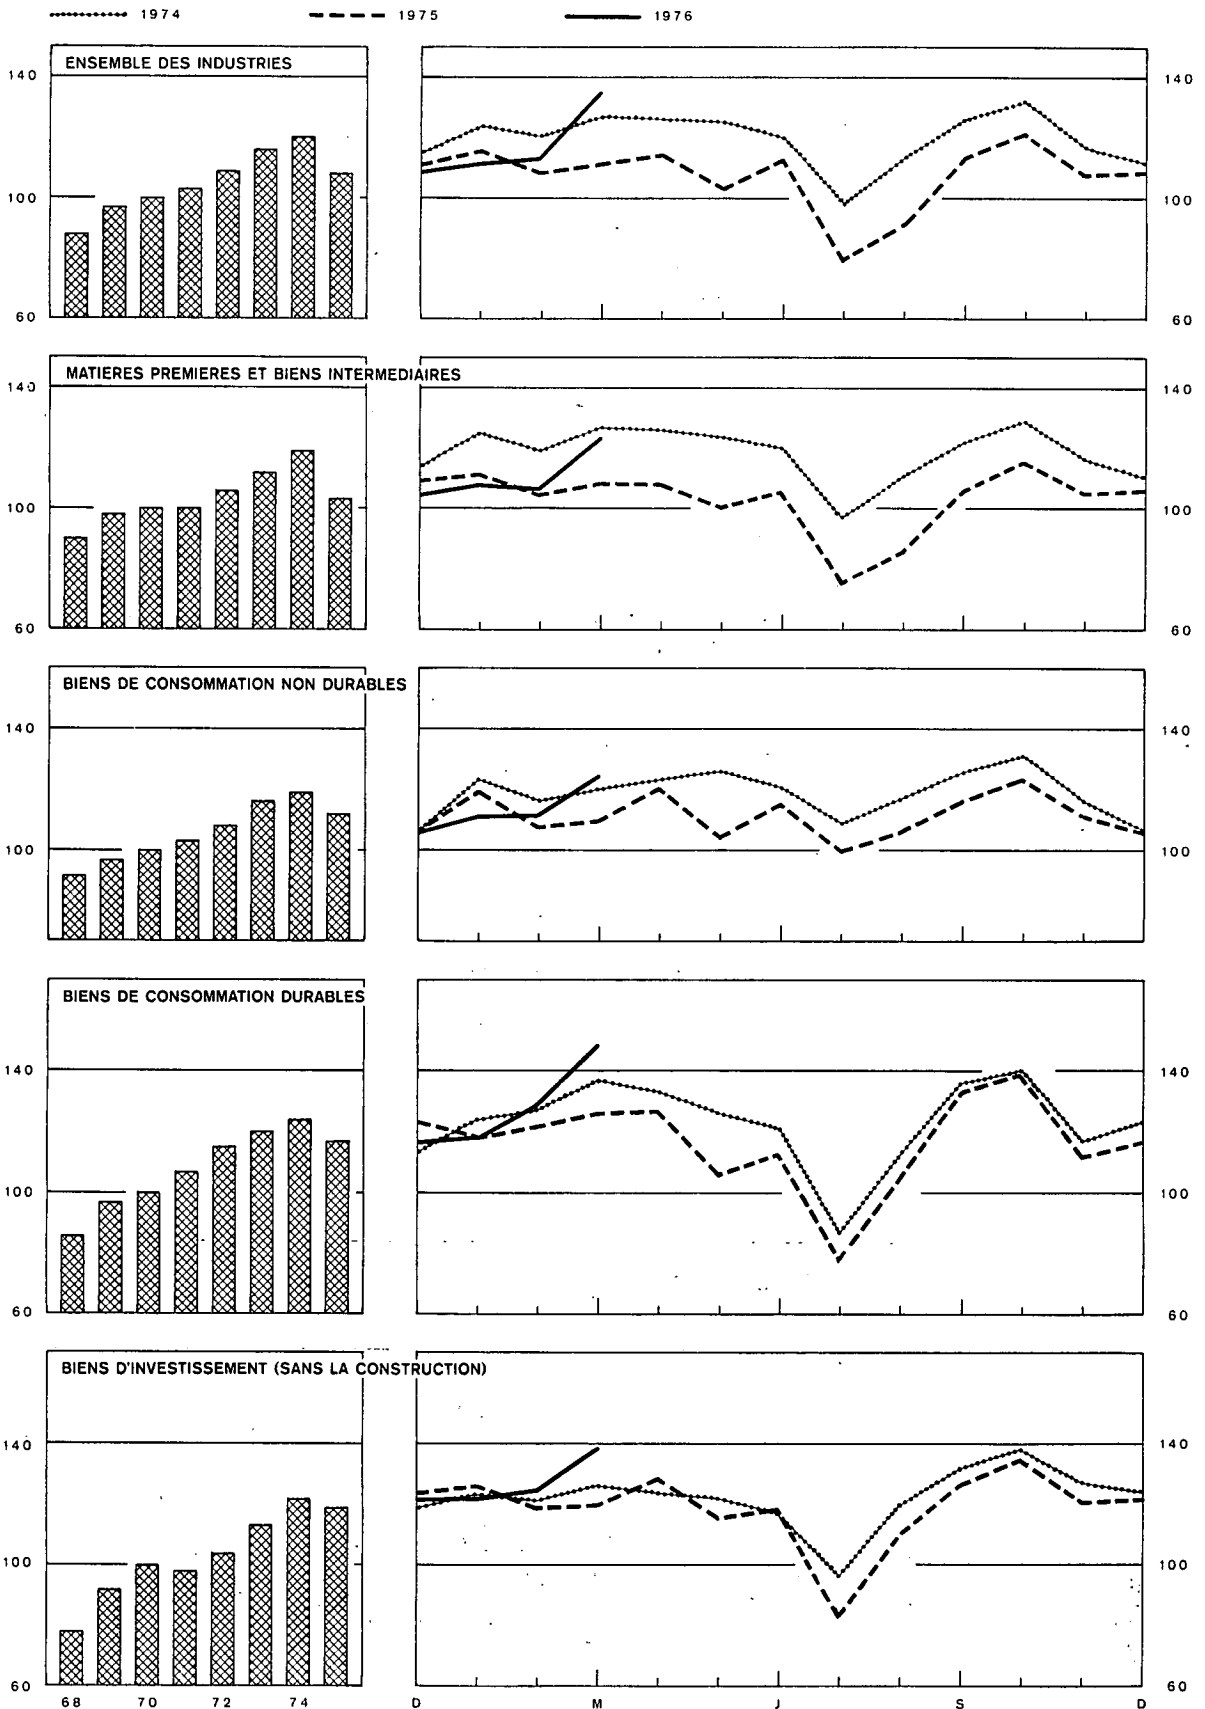 1974 1975 1976
ENSEMBLE DES INDUSTRIES
140 140
100 100
60 60
MATIERES PREMIERES ET BIENS INTERMEDIAIRES
140 140
100 100
60 60
BIENS DE CONSOMMATION NON DURABLES
140 140
100 100
BIENS DE CONSOMMATION DURABLES
140 140
100 100
60 60
BIENS D'INVESTISSEMENT (SANS LA CONSTRUCTION)
140 140
100 100
60 60
68 70 72 74 D M J S D